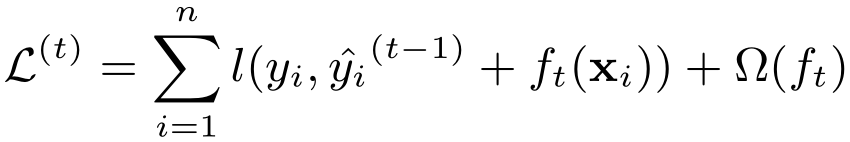 $\mathcal{L}^{(t)} = \sum_{i=1}^{n} l(y_i, \hat{y_i}^{(t-1)} + f_t(\mathbf{x}_i)) + \Omega(f_t)$